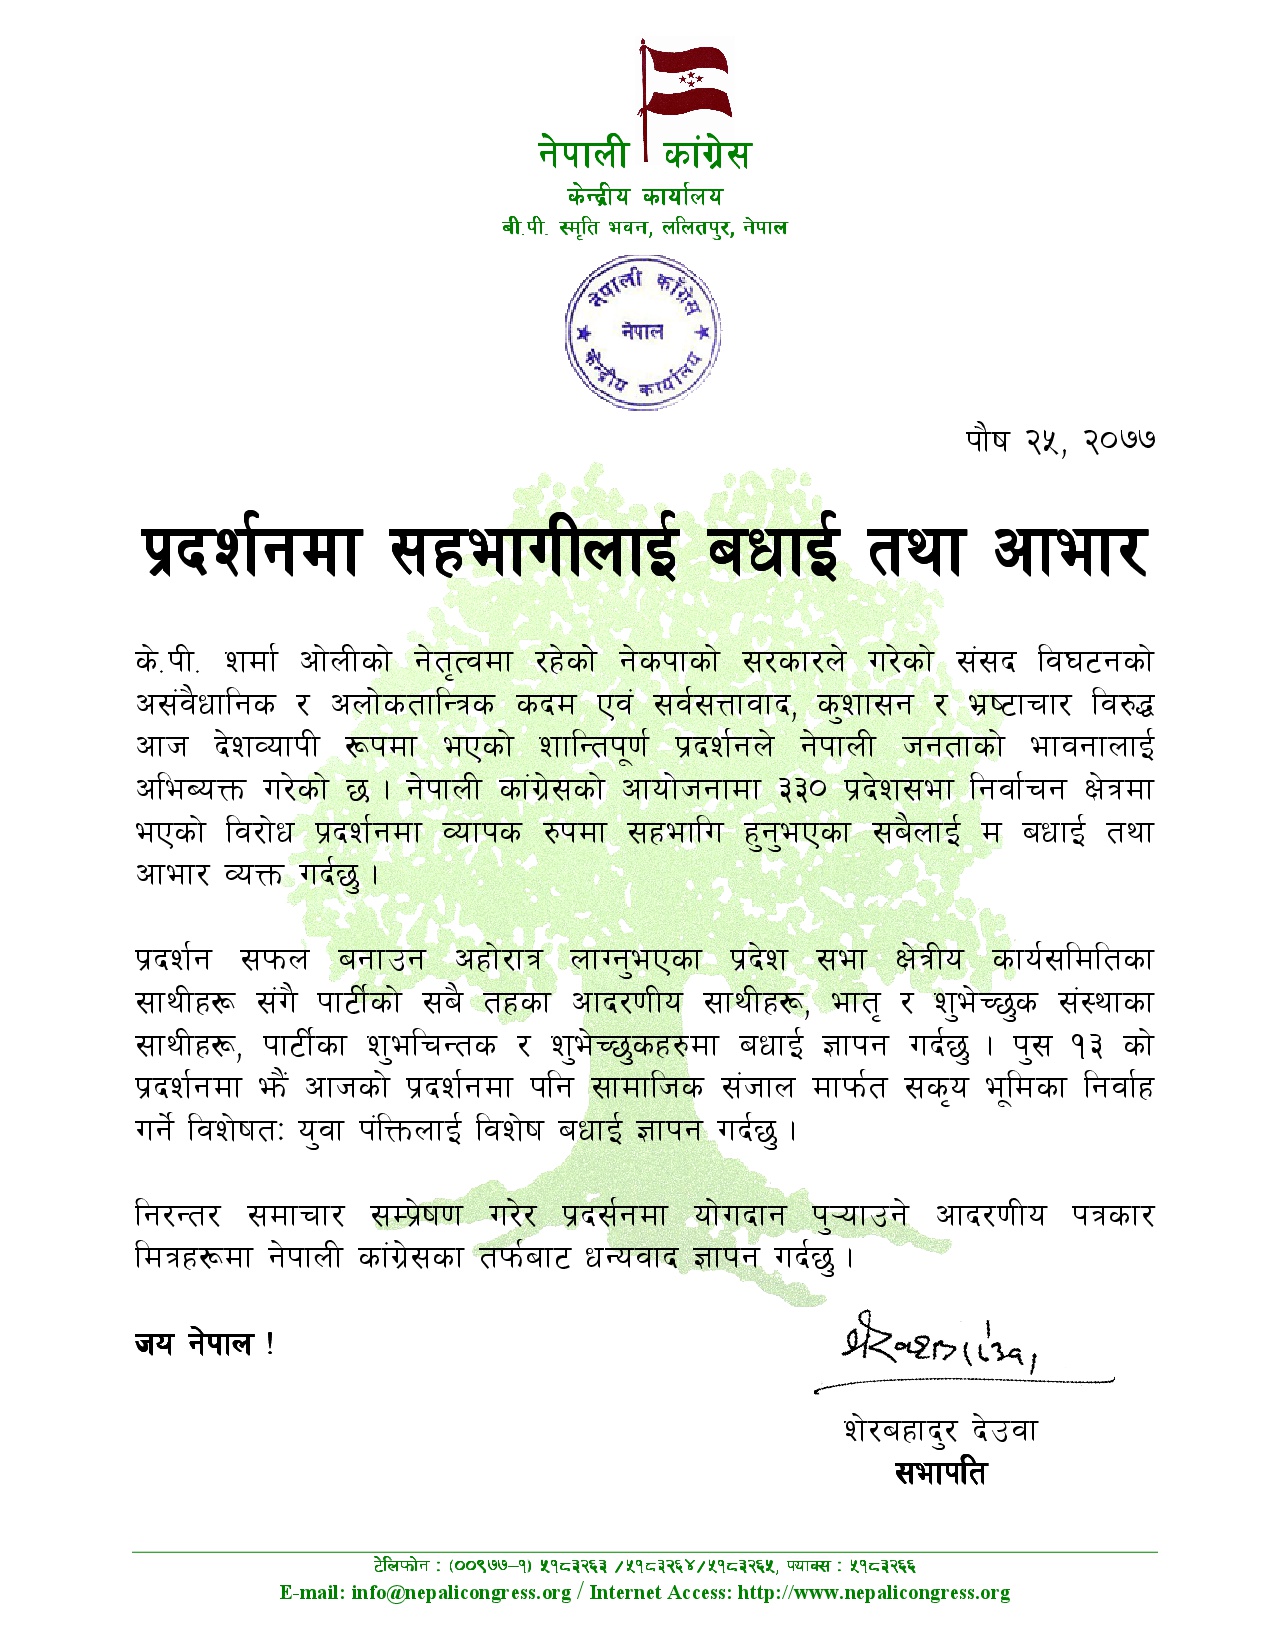 नेपाली कांग्रेस
केन्द्रीय कार्यालय
बी.पी. स्मृति भवन, ललितपुर, नेपाल
नेपाली काँग्रेस
नेपाल
केन्द्रीय कार्यालय
पौष २५, २०७७
प्रदर्शनमा सहभागीलाई बधाई तथा आभार
के.पी. शर्मा ओलीको नेतृत्वमा रहेको नेकपाको सरकारले गरेको संसद विघटनको
असंवैधानिक र अलोकतान्त्रिक कदम एवं सर्वसत्तावाद, कुशासन र भ्रष्टाचार विरुद्ध
आज देशव्यापी रूपमा भएको शान्तिपूर्ण प्रदर्शनले नेपाली जनताको भावनालाई
अभिब्यक्त गरेको छ । नेपाली कांग्रेसको आयोजनामा ३३० प्रदेशसभा निर्वाचन क्षेत्रमा
भएको विरोध प्रदर्शनमा व्यापक रुपमा सहभागि हुनुभएका सबैलाई म बधाई तथा
आभार व्यक्त गर्दछु ।
प्रदर्शन सफल बनाउन अहोरात्र लाग्नुभएका प्रदेश सभा क्षेत्रीय कार्यसमितिका
साथीहरू संगै पार्टीको सबै तहका आदरणीय साथीहरू, भातृ र शुभेच्छुक संस्थाका
साथीहरू, पार्टीका शुभचिन्तक र शुभेच्छुकहरुमा बधाई ज्ञापन गर्दछु । पुस १३ को
प्रदर्शनमा झैं आजको प्रदर्शनमा पनि सामाजिक संजाल मार्फत सकृय भूमिका निर्वाह
गर्ने विशेषतः युवा पंक्तिलाई विशेष बधाई ज्ञापन गर्दछु ।
निरन्तर समाचार सम्प्रेषण गरेर प्रदर्सनमा योगदान पुऱ्याउने आदरणीय पत्रकार
मित्रहरूमा नेपाली कांग्रेसका तर्फबाट धन्यवाद ज्ञापन गर्दछु ।
जय नेपाल !
शेरबहादुर देउवा
सभापति
टेलिफोन : (००९७७–१) ५१८३२६३ /५१८३२६४/५१८३२६५, फ्याक्स : ५१८३२६६
E-mail: info@nepalicongress.org / Internet Access: http://www.nepalicongress.org